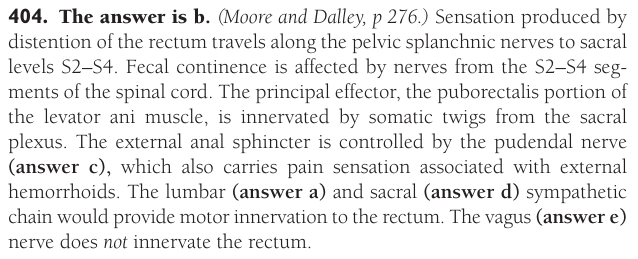 404. The answer is b. (Moore and Dalley, p 276.) Sensation produced by
distention of the rectum travels along the pelvic splanchnic nerves to sacral
levels S2–S4. Fecal continence is affected by nerves from the S2–S4 seg-
ments of the spinal cord. The principal effector, the puborectalis portion of
the levator ani muscle, is innervated by somatic twigs from the sacral
plexus. The external anal sphincter is controlled by the pudendal nerve
(answer c), which also carries pain sensation associated with external
hemorrhoids. The lumbar (answer a) and sacral (answer d) sympathetic
chain would provide motor innervation to the rectum. The vagus (answer e)
nerve does not innervate the rectum.